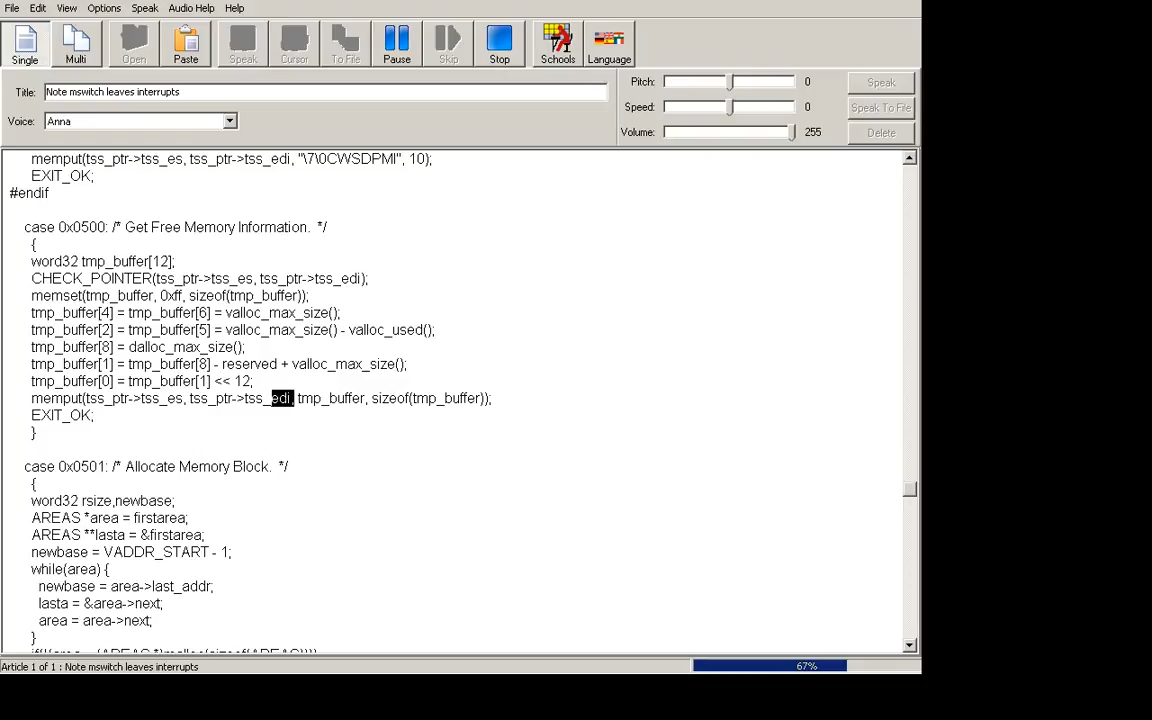 File Edit View Options Speak Audio Help Help
Single Multi Open Paste Speak Cursor To File Pause Skip Stop Schools Language
Title: Note mswitch leaves interrupts
Voice: Anna
Pitch: 0 Speak
Speed: 0 Speak To File
Volume: 255 Delete
memput(tss_ptr->tss_es, tss_ptr->tss_edi, "\7\0CWSDPMI", 10);
EXIT_OK;
#endif
case 0x0500: /* Get Free Memory Information.  */
{
word32 tmp_buffer[12];
CHECK_POINTER(tss_ptr->tss_es, tss_ptr->tss_edi);
memset(tmp_buffer, 0xff, sizeof(tmp_buffer));
tmp_buffer[4] = tmp_buffer[6] = valloc_max_size();
tmp_buffer[2] = tmp_buffer[5] = valloc_max_size() - valloc_used();
tmp_buffer[8] = dalloc_max_size();
tmp_buffer[1] = tmp_buffer[8] - reserved + valloc_max_size();
tmp_buffer[0] = tmp_buffer[1] << 12;
memput(tss_ptr->tss_es, tss_ptr->tss_edi, tmp_buffer, sizeof(tmp_buffer));
EXIT_OK;
}
case 0x0501: /* Allocate Memory Block.  */
{
word32 rsize,newbase;
AREAS *area = firstarea;
AREAS **lasta = &firstarea;
newbase = VADDR_START - 1;
while(area) {
newbase = area->last_addr;
lasta = &area->next;
area = area->next;
}
if(!(area = (AREAS *)malloc(sizeof(AREAS))))
Article 1 of 1 : Note mswitch leaves interrupts 67%